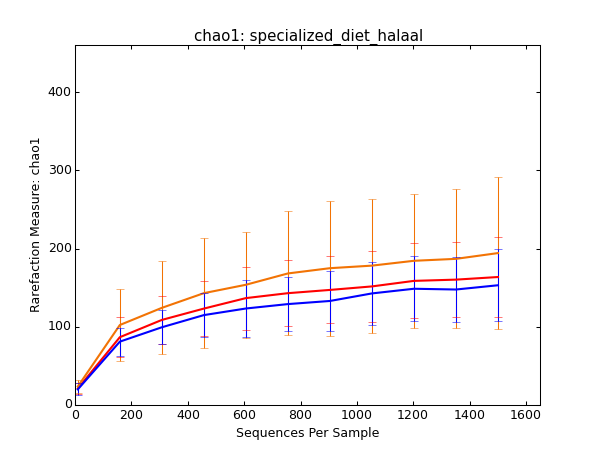 chao1: specialized_diet_halaal
400
300
200
100
0
Rarefaction Measure: chao1
0 200 400 600 800 1000 1200 1400 1600
Sequences Per Sample